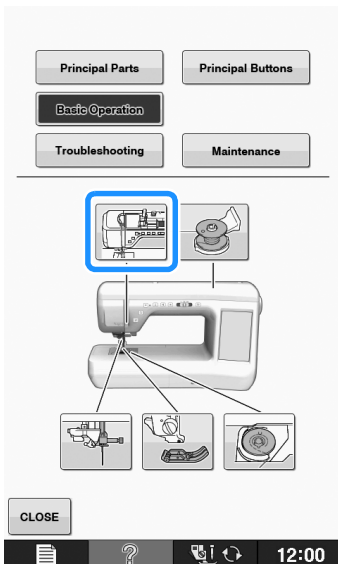 Principal Parts
Principal Buttons
Basic Operation
Troubleshooting
Maintenance
CLOSE
12:00